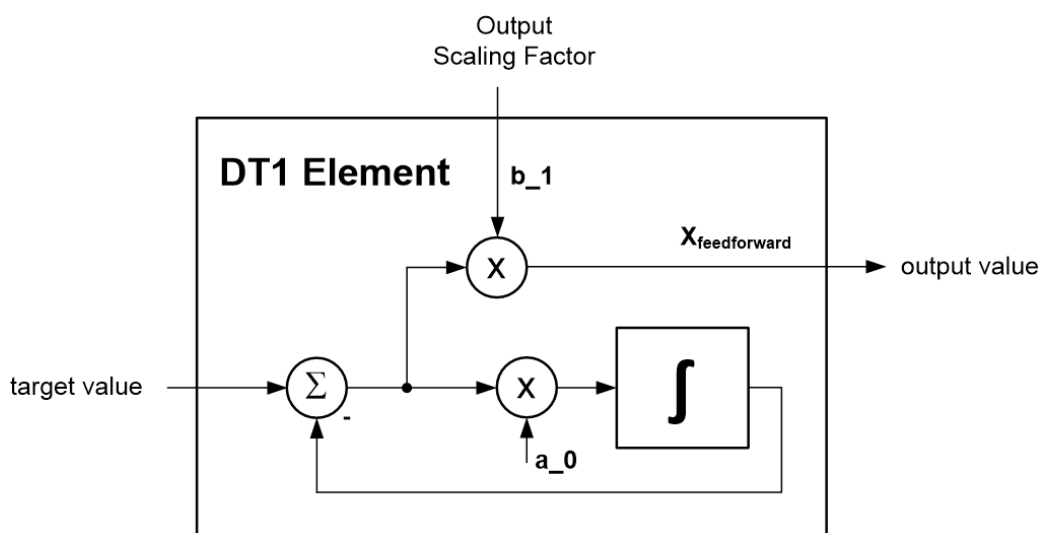 Output
Scaling Factor
DT1 Element
b_1
X
Xfeedforward
output value
target value
Σ
-
X
∫
a_0